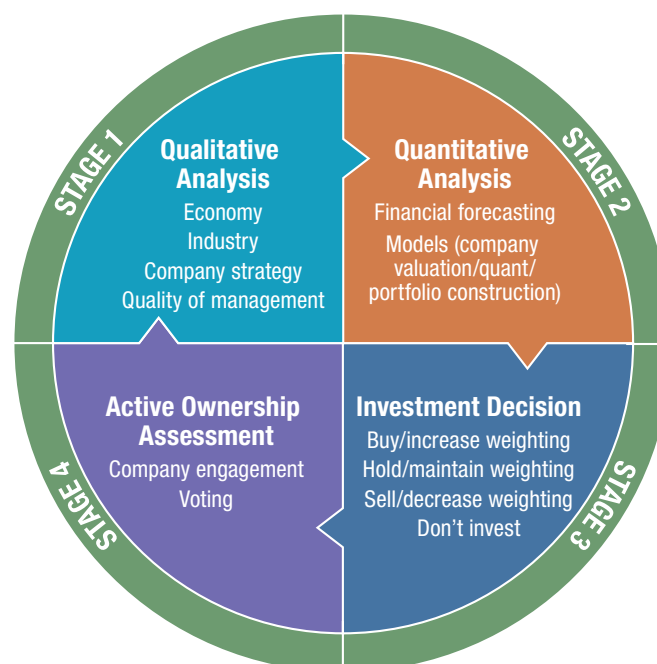 STAGE 1
Qualitative
Analysis
Economy
Industry
Company strategy
Quality of management
STAGE 2
Quantitative
Analysis
Financial forecasting
Models (company
valuation/quant/
portfolio construction)
STAGE 3
Investment Decision
Buy/increase weighting
Hold/maintain weighting
Sell/decrease weighting
Don’t invest
STAGE 4
Active Ownership
Assessment
Company engagement
Voting